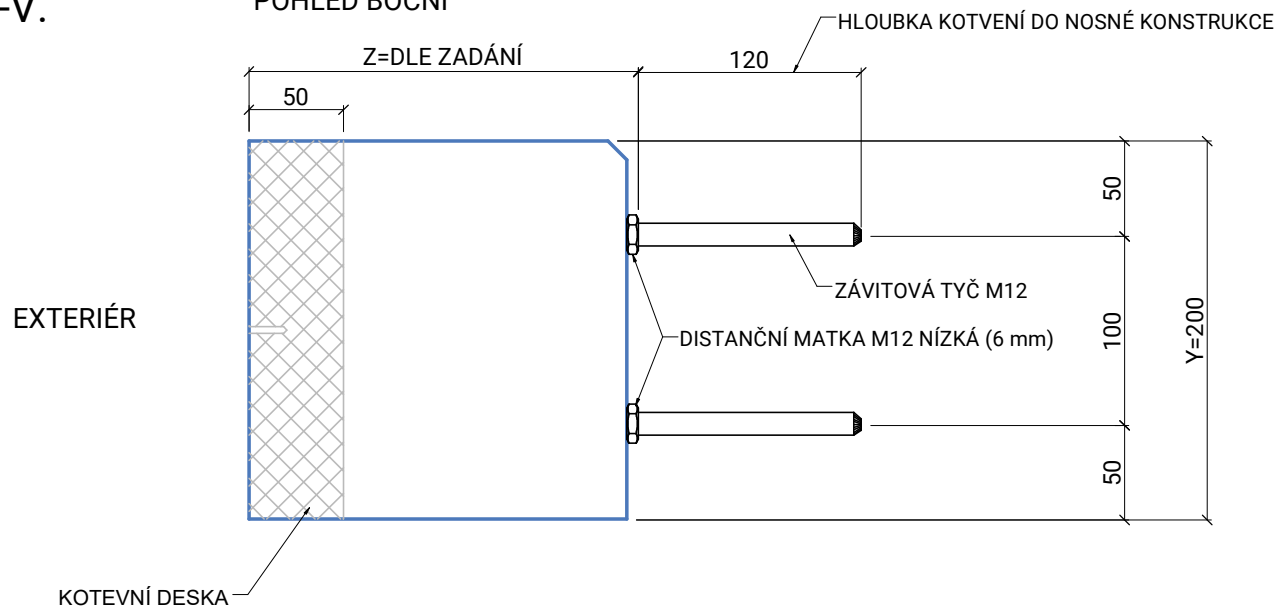 -V.
POHLED BOČNÍ
HLOUBKA KOTVENÍ DO NOSNÉ KONSTRUKCE
Z=DLE ZADÁNÍ
120
50
50
ZÁVITOVÁ TYČ M12
EXTERIÉR
DISTANČNÍ MATKA M12 NÍZKÁ (6 mm)
100
Y=200
50
KOTEVNÍ DESKA